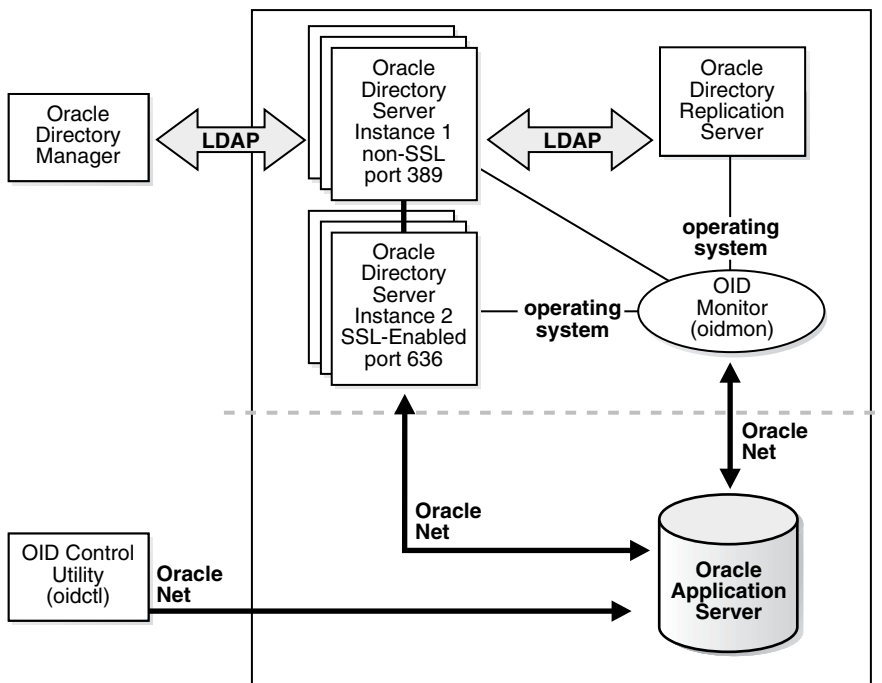 Oracle
Directory
Manager
LDAP
Oracle
Directory
Server
Instance 1
non-SSL
port 389
LDAP
Oracle
Directory
Replication
Server
Oracle
Directory
Server
Instance 2
SSL-Enabled
port 636
operating
system
operating
system
OID
Monitor
(oidmon)
Oracle
Net
Oracle
Net
OID Control
Utility
(oidctl)
Oracle
Net
Oracle
Application
Server